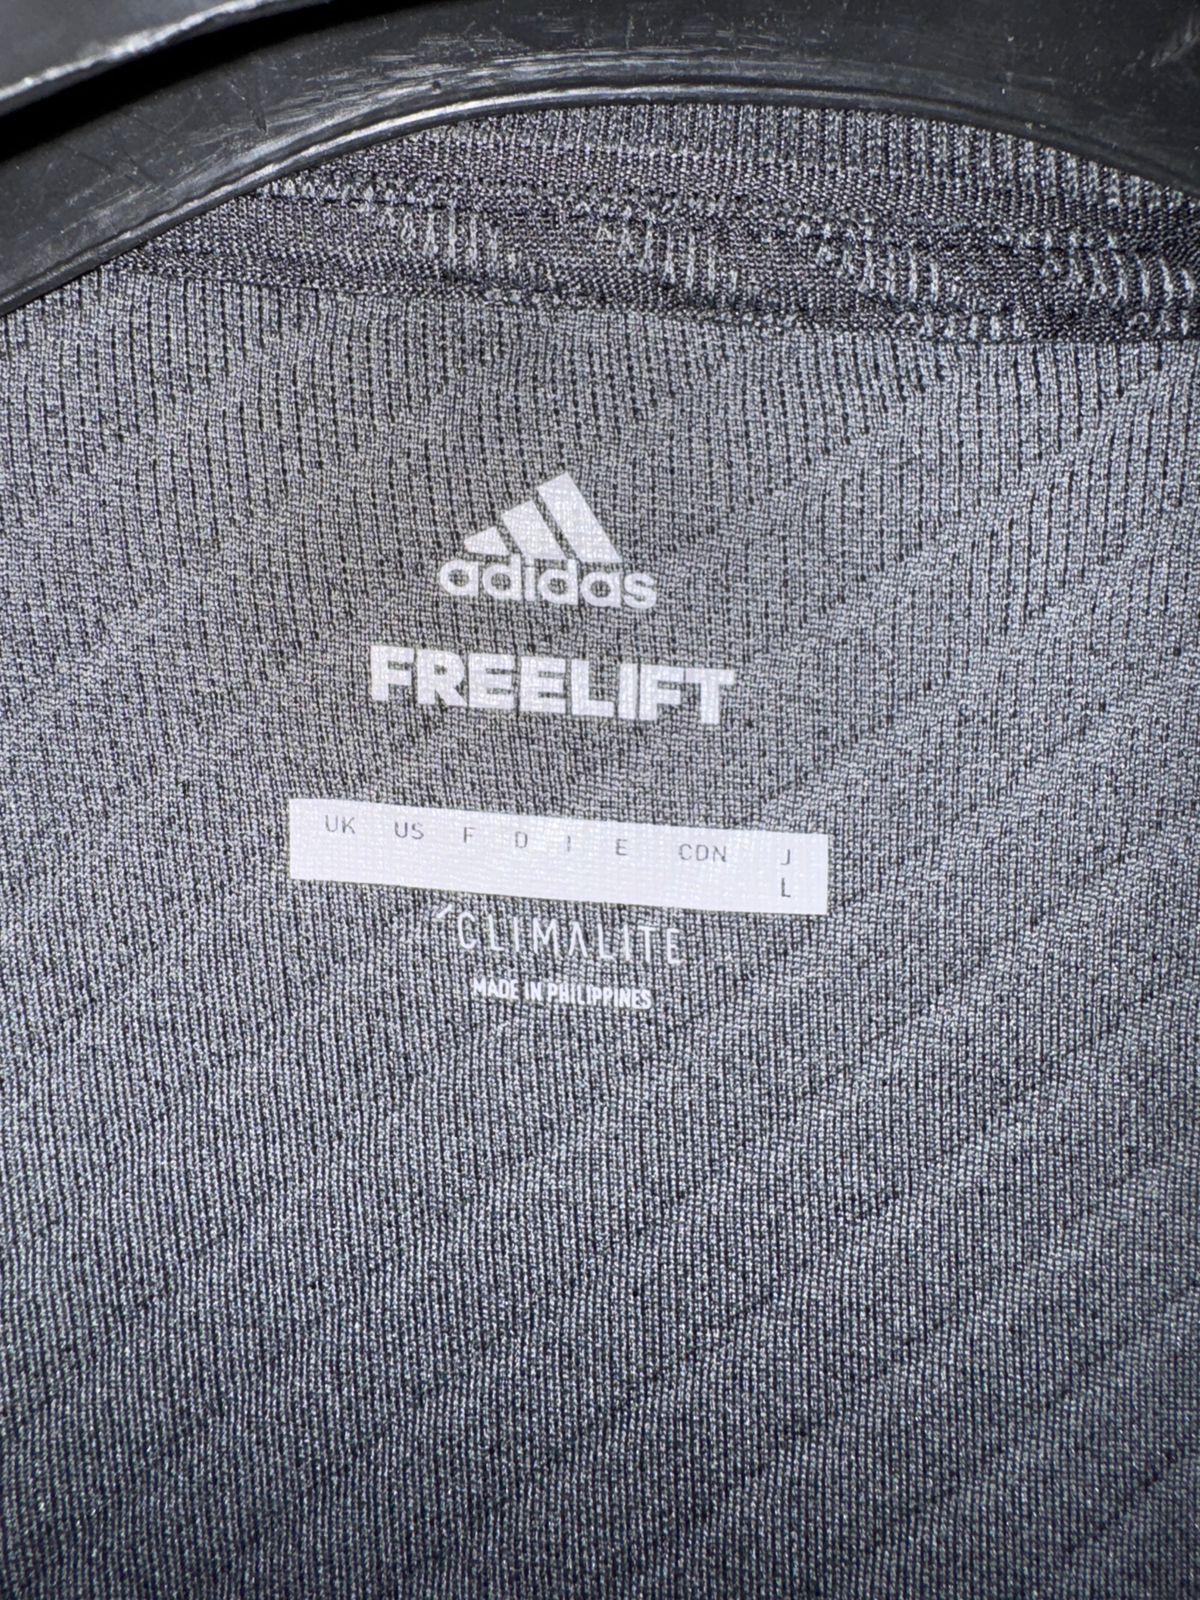 adidas
FREELIFT
UK US F D I E CDN J
L
CLIMALITE
MADE IN PHILIPPINES